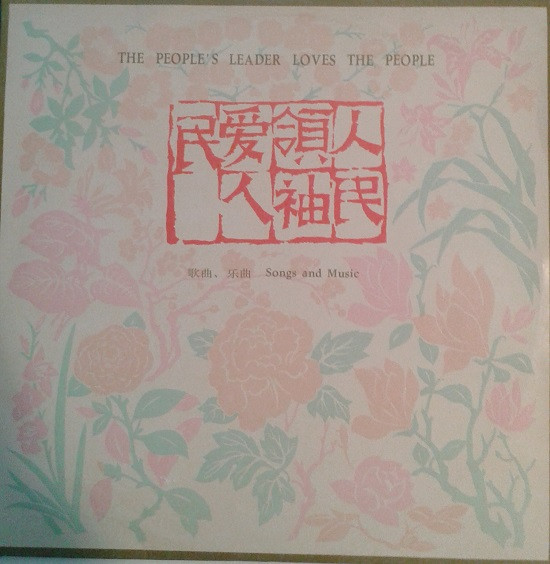 THE PEOPLE'S LEADER LOVES THE PEOPLE
人民
領袖
爱人
民
歌曲、乐曲 Songs and Music